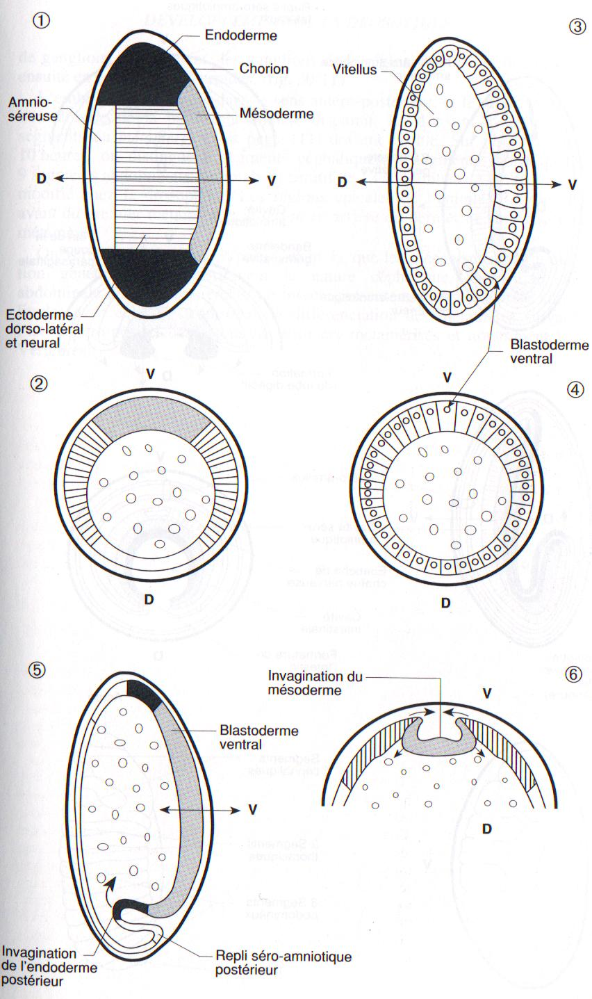 ①
Endoderme
Chorion
Amnio-
séreuse
Mésoderme
D
V
Ectoderme
dorso-latéral
et neural
③
Vitellus
D
V
Blastoderme
ventral
②
V
D
④
V
D
⑤
Blastoderme
ventral
V
Invagination
de l'endoderme
postérieur
Repli séro-amniotique
postérieur
⑥
Invagination du
mésoderme
V
D